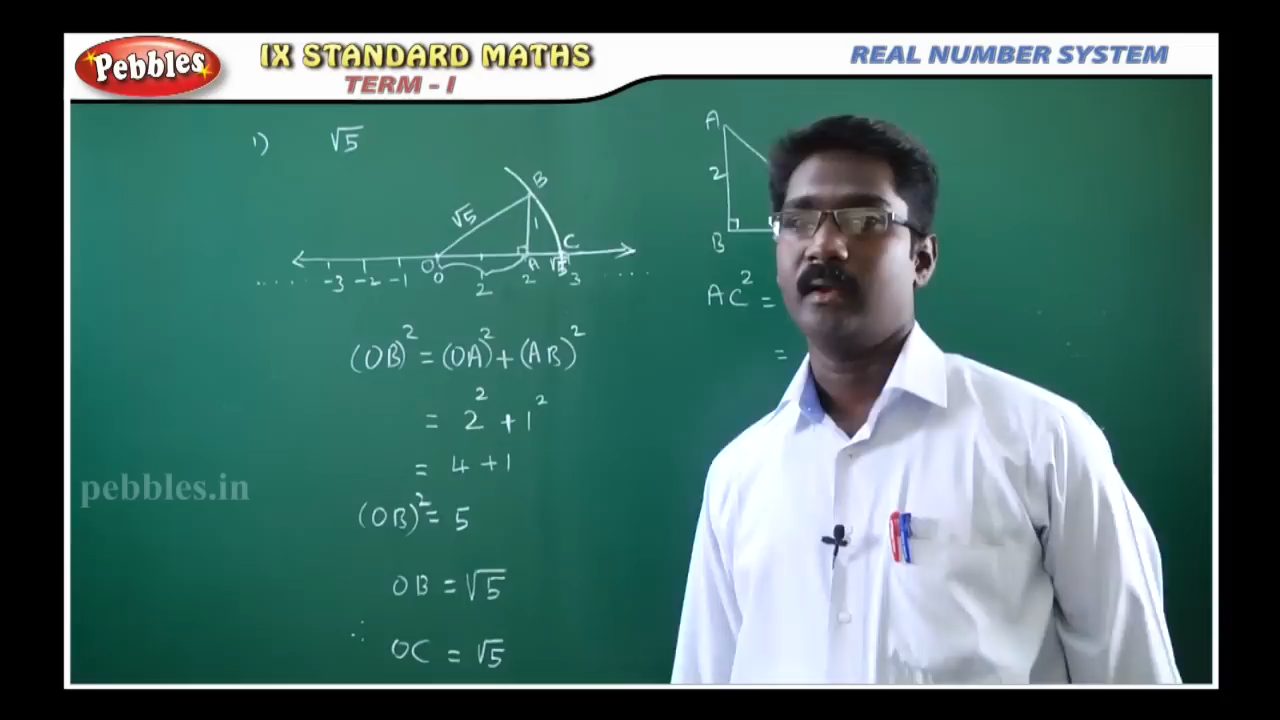 Pebbles
IX STANDARD MATHS
TERM - I
REAL NUMBER SYSTEM
1) √5
B
√5
1
C
O
A
√5
-3 -2 -1 0 2 2 3
(OB)² = (OA)² + (AB)²
= 2² + 1²
= 4 + 1
(OB)² = 5
OB = √5
∴ OC = √5
A
2
B
AC² =
=
pebbles.in